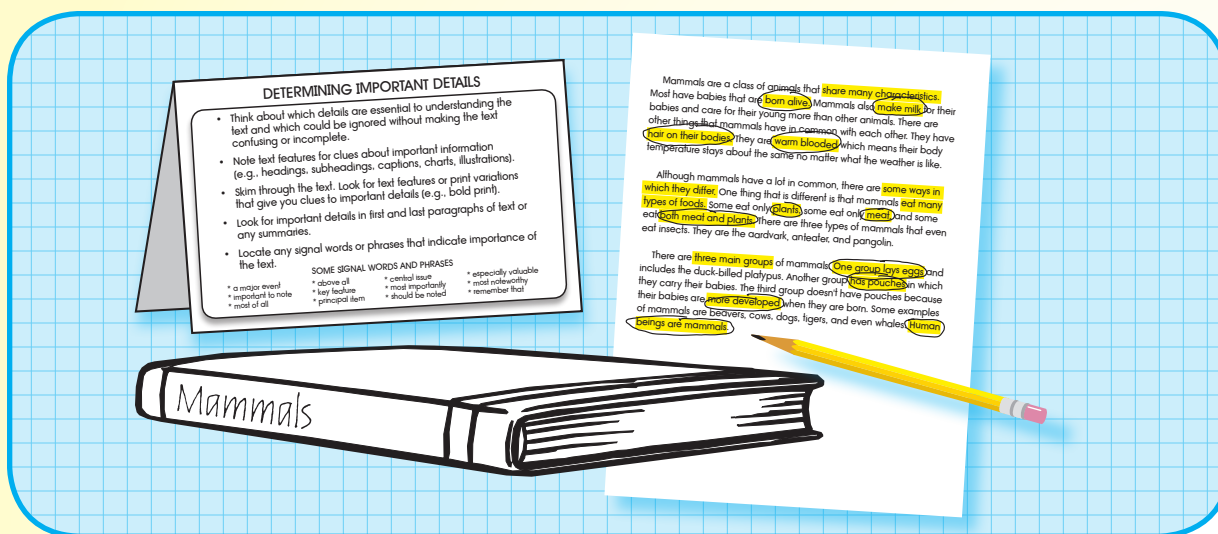 DETERMINING IMPORTANT DETAILS
• Think about which details are essential to understanding the
text and which could be ignored without making the text
confusing or incomplete.
• Note text features for clues about important information
(e.g., headings, subheadings, captions, charts, illustrations).
• Skim through the text. Look for text features or print variations
that give you clues to important details (e.g., bold print).
• Look for important details in first and last paragraphs of text or
any summaries.
• Locate any signal words or phrases that indicate importance of
the text.
SOME SIGNAL WORDS AND PHRASES
* a major event
* important to note
* most of all
* above all
* key feature
* principal item
* central issue
* most importantly
* should be noted
* especially valuable
* most noteworthy
* remember that
Mammals are a class of animals that share many characteristics.
Most have babies that are born alive. Mammals also make milk for their
babies and care for their young more than other animals. There are
other things that mammals have in common with each other. They have
hair on their bodies. They are warm blooded which means their body
temperature stays about the same no matter what the weather is like.
Although mammals have a lot in common, there are some ways in
which they differ. One thing that is different is that mammals eat many
types of foods. Some eat only plants, some eat only meat, and some
eat both meat and plants. There are three types of mammals that even
eat insects. They are the aardvark, anteater, and pangolin.
There are three main groups of mammals. One group lays eggs and
includes the duck-billed platypus. Another group has pouches in which
they carry their babies. The third group doesn't have pouches because
their babies are more developed when they are born. Some examples
of mammals are beavers, cows, dogs, tigers, and even whales. Human
beings are mammals.
Mammals